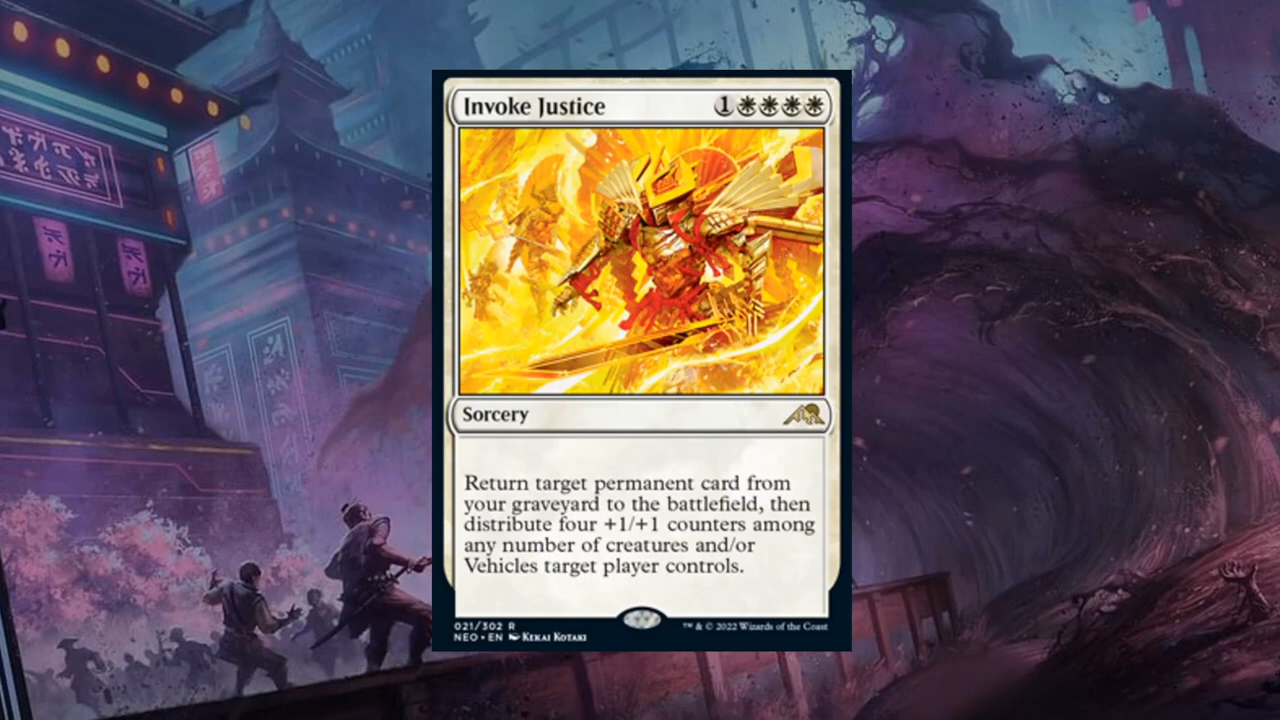 Invoke Justice 1
Sorcery
Return target permanent card from
your graveyard to the battlefield, then
distribute four +1/+1 counters among
any number of creatures and/or
Vehicles target player controls.
021/302 R
NEO • EN KEKAI KOTAKI
™ & © 2022 Wizards of the Coast